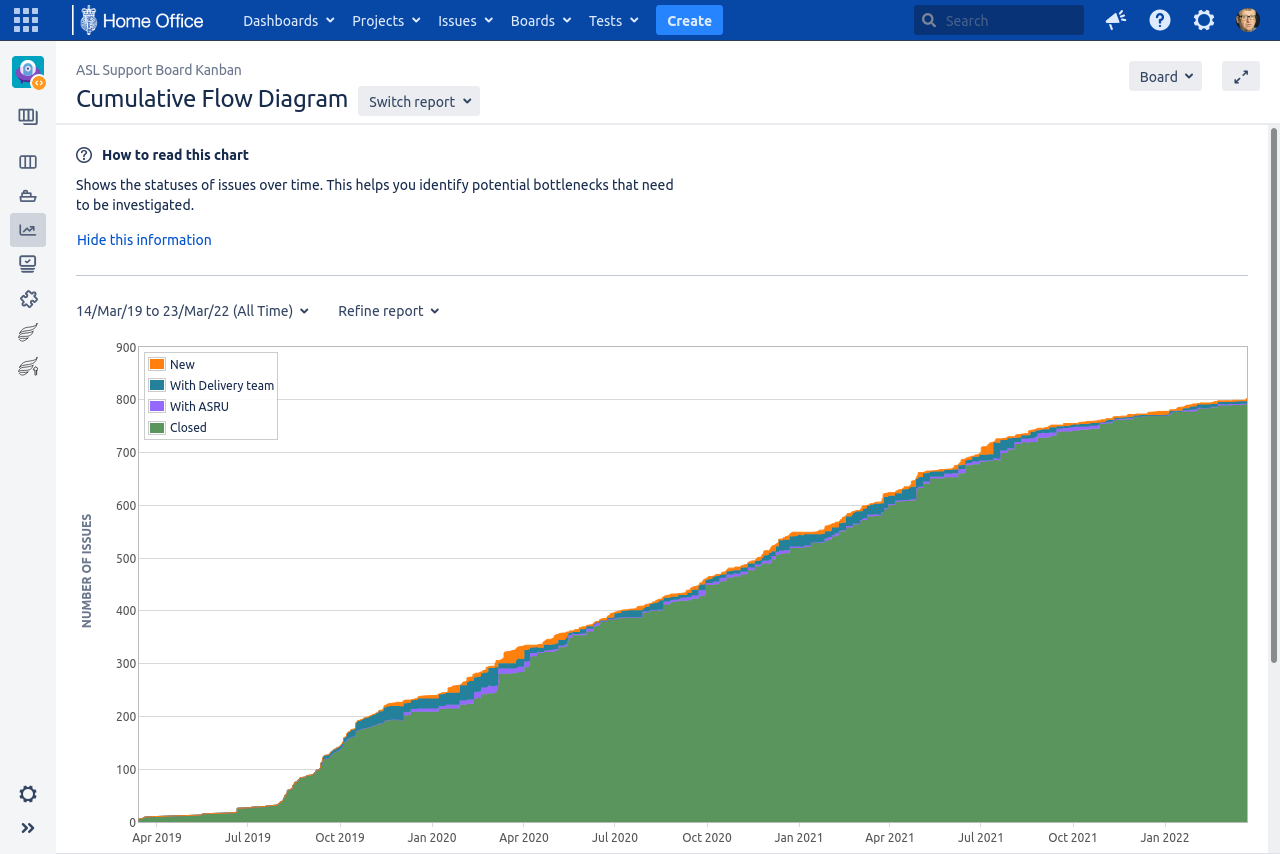 Home Office
Dashboards Projects Issues Boards Tests Create Search
ASL Support Board Kanban
Cumulative Flow Diagram Switch report
Board
How to read this chart
Shows the statuses of issues over time. This helps you identify potential bottlenecks that need
to be investigated.
Hide this information
14/Mar/19 to 23/Mar/22 (All Time) Refine report
New
With Delivery team
With ASRU
Closed
NUMBER OF ISSUES
900
800
700
600
500
400
300
200
100
0
Apr 2019 Jul 2019 Oct 2019 Jan 2020 Apr 2020 Jul 2020 Oct 2020 Jan 2021 Apr 2021 Jul 2021 Oct 2021 Jan 2022